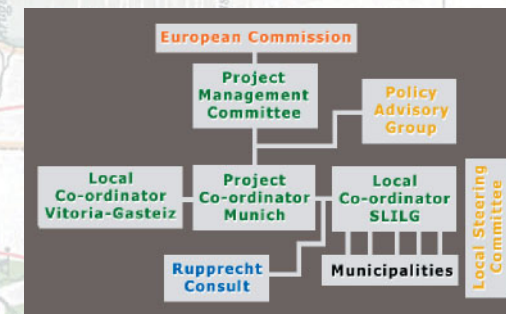 European Commission
Project
Management
Committee
Policy
Advisory
Group
Local
Co-ordinator
Vitoria-Gasteiz
Project
Co-ordinator
Munich
Local
Co-ordinator
SLILG
Local Steering
Committee
Rupprecht
Consult
Municipalities